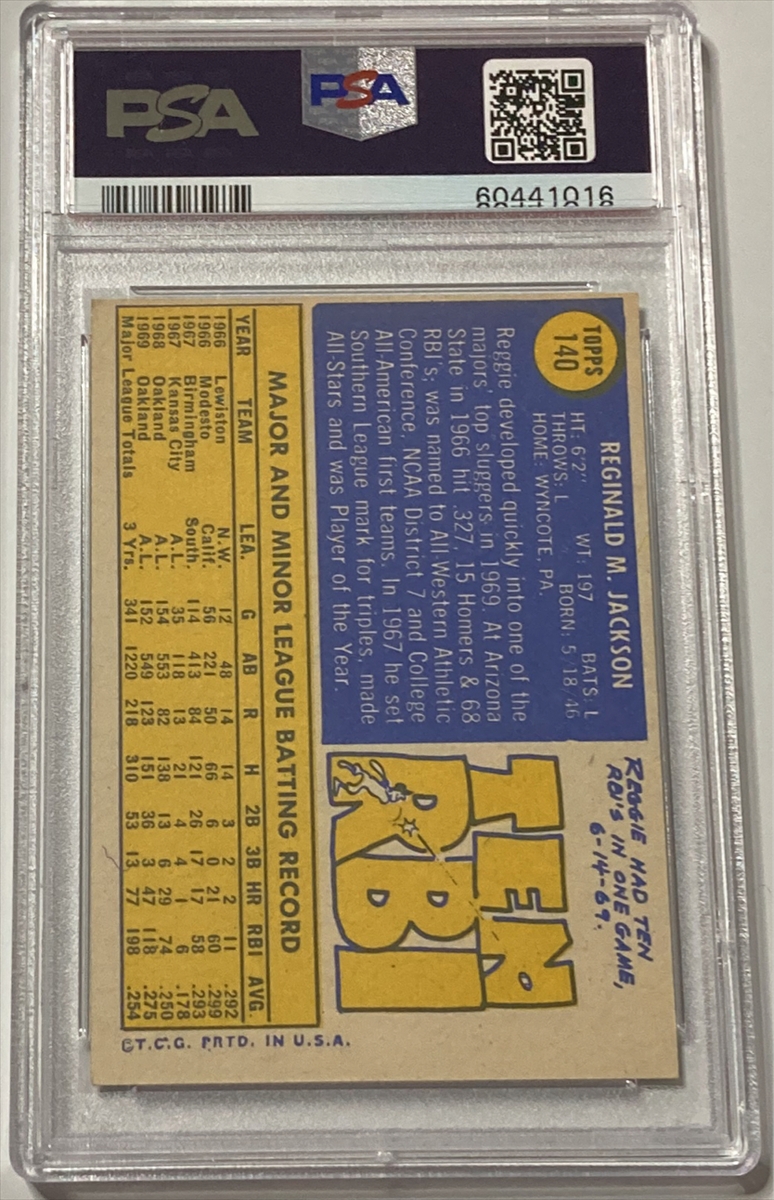 PSA
PSA
60441016
TOPPS
140
REGINALD M. JACKSON
HT: 6'2" WT: 197 BATS: L
THROWS: L BORN: 5/18/46
HOME: WYNCOTE, PA.
Reggie developed quickly into one of the
majors' top sluggers in 1969. At Arizona
State in 1966 hit .327, 15 Homers & 68
RBI's, was named to All-Western Athletic
Conference, NCAA District 7 and College
All-American first teams. In 1967 he set
Southern League mark for triples, made
All-Stars and was Player of the Year.
REGGIE HAD TEN
RBI'S IN ONE GAME,
6-14-69.
TEN
RBI
MAJOR AND MINOR LEAGUE BATTING RECORD
YEAR TEAM LEA. G AB R H 2B 3B HR RBI AVG.
1966 Lewiston N.W. 12 48 14 14 3 2 2 11 .292
1966 Modesto Calif. 56 221 50 66 6 0 21 60 .299
1967 Birmingham South. 114 413 84 121 26 17 17 58 .293
1967 Kansas City A.L. 35 118 13 21 4 4 1 6 .178
1968 Oakland A.L. 154 553 82 138 13 6 29 74 .250
1969 Oakland A.L. 152 549 123 151 36 3 47 118 .275
Major League Totals 3 Yrs. 341 1220 218 310 53 13 77 198 .254
©T.C.G. PRTD. IN U.S.A.